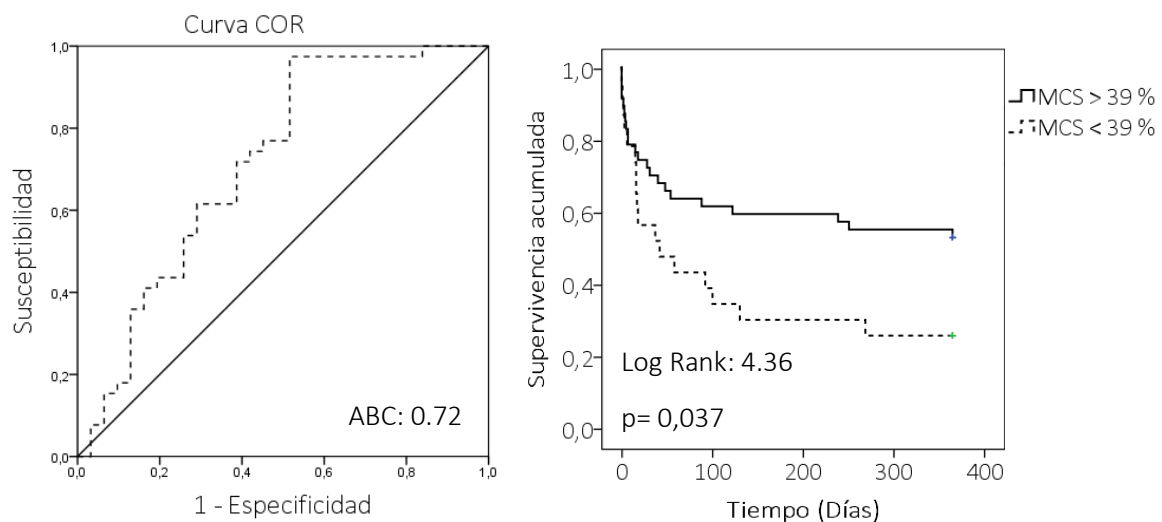 Curva COR
1,0
0,8
0,6
0,4
0,2
0,0
Susceptibilidad
0,0
0,2
0,4
0,6
0,8
1,0
1 - Especificidad
ABC: 0.72
1,0
0,8
0,6
0,4
0,2
0,0
Supervivencia acumulada
0
100
200
300
400
Tiempo (Días)
Log Rank: 4.36
p= 0,037
MCS > 39 %
MCS < 39 %